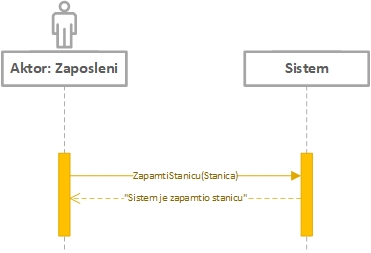 Aktor: Zaposleni
Sistem
ZapamtiStanicu(Stanica)
"Sistem je zapamtio stanicu"